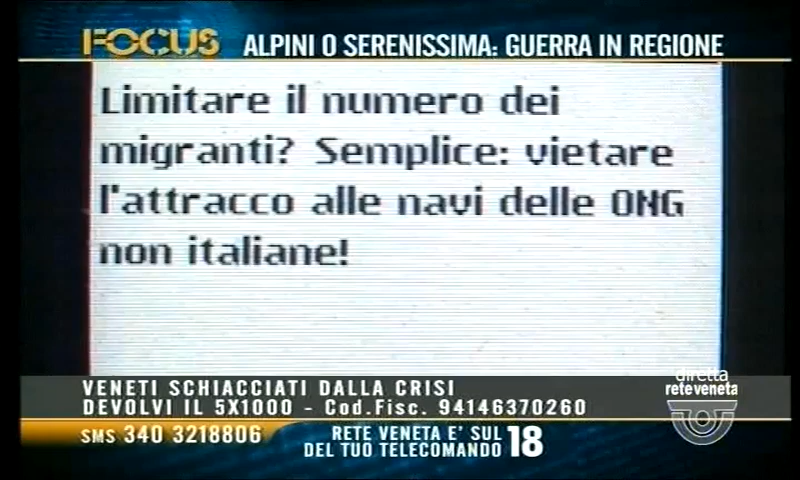 FOCUS ALPINI O SERENISSIMA: GUERRA IN REGIONE
Limitare il numero dei
migranti? Semplice: vietare
l'attracco alle navi delle ONG
non italiane!
diretta
reteveneta
VENETI SCHIACCIATI DALLA CRISI
DEVOLVI IL 5X1000 - Cod.Fisc. 94146370260
SMS 340 3218806
RETE VENETA E' SUL
DEL TUO TELECOMANDO 18